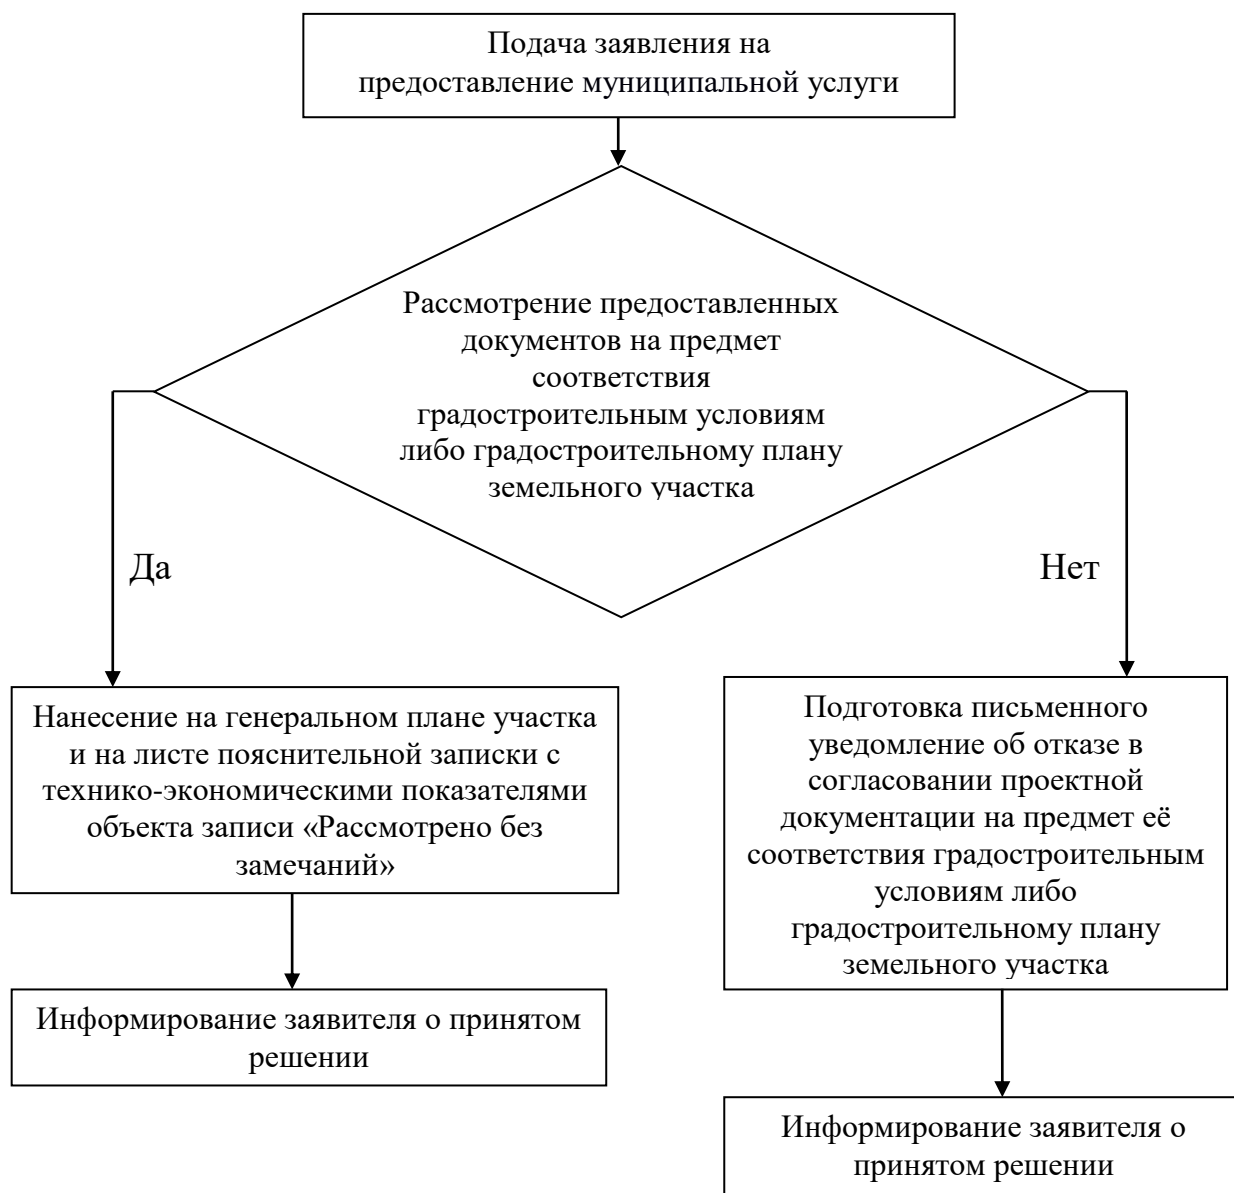 Подача заявления на
предоставление муниципальной услуги
Рассмотрение предоставленных
документов на предмет
соответствия
градостроительным условиям
либо градостроительному плану
земельного участка
Да
Нет
Нанесение на генеральном плане участка
и на листе пояснительной записки с
технико-экономическими показателями
объекта записи «Рассмотрено без
замечаний»
Подготовка письменного
уведомление об отказе в
согласовании проектной
документации на предмет её
соответствия градостроительным
условиям либо
градостроительному плану
земельного участка
Информирование заявителя о принятом
решении
Информирование заявителя о
принятом решении